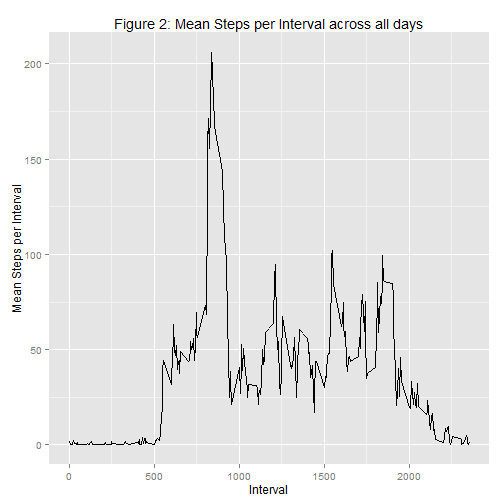 Figure 2: Mean Steps per Interval across all days
Mean Steps per Interval
200
150
100
50
0
0 500 1000 1500 2000
Interval